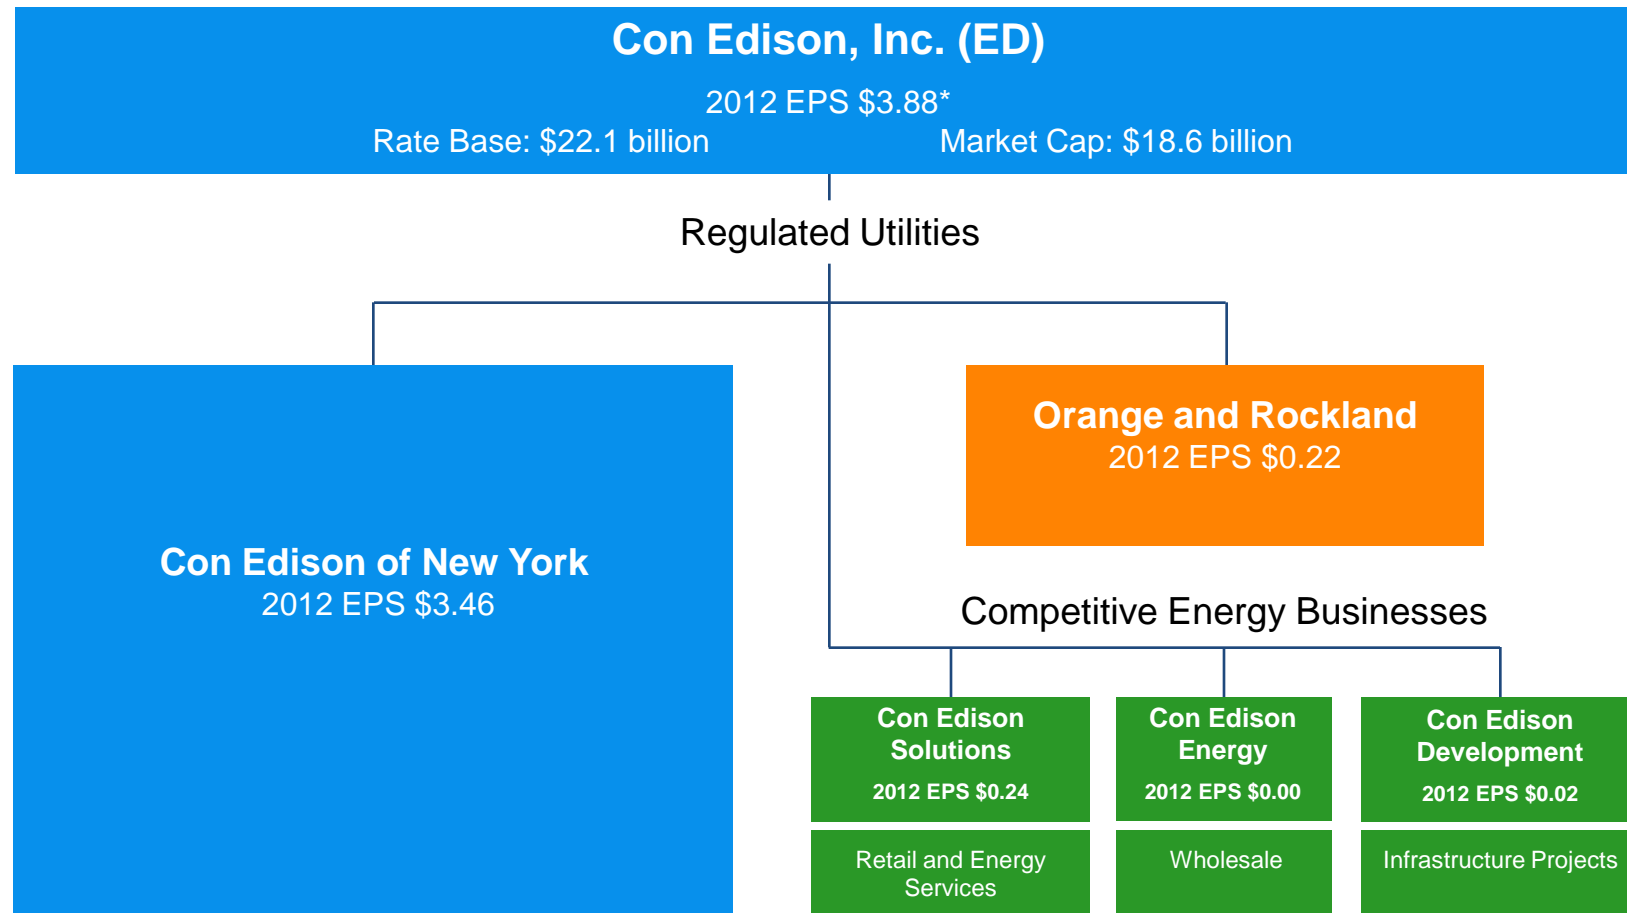 Con Edison, Inc. (ED)
2012 EPS $3.88*
Rate Base: $22.1 billion
Market Cap: $18.6 billion
Regulated Utilities
Con Edison of New York
2012 EPS $3.46
Orange and Rockland
2012 EPS $0.22
Competitive Energy Businesses
Con Edison
Solutions
2012 EPS $0.24
Retail and Energy
Services
Con Edison
Energy
2012 EPS $0.00
Wholesale
Con Edison
Development
2012 EPS $0.02
Infrastructure Projects